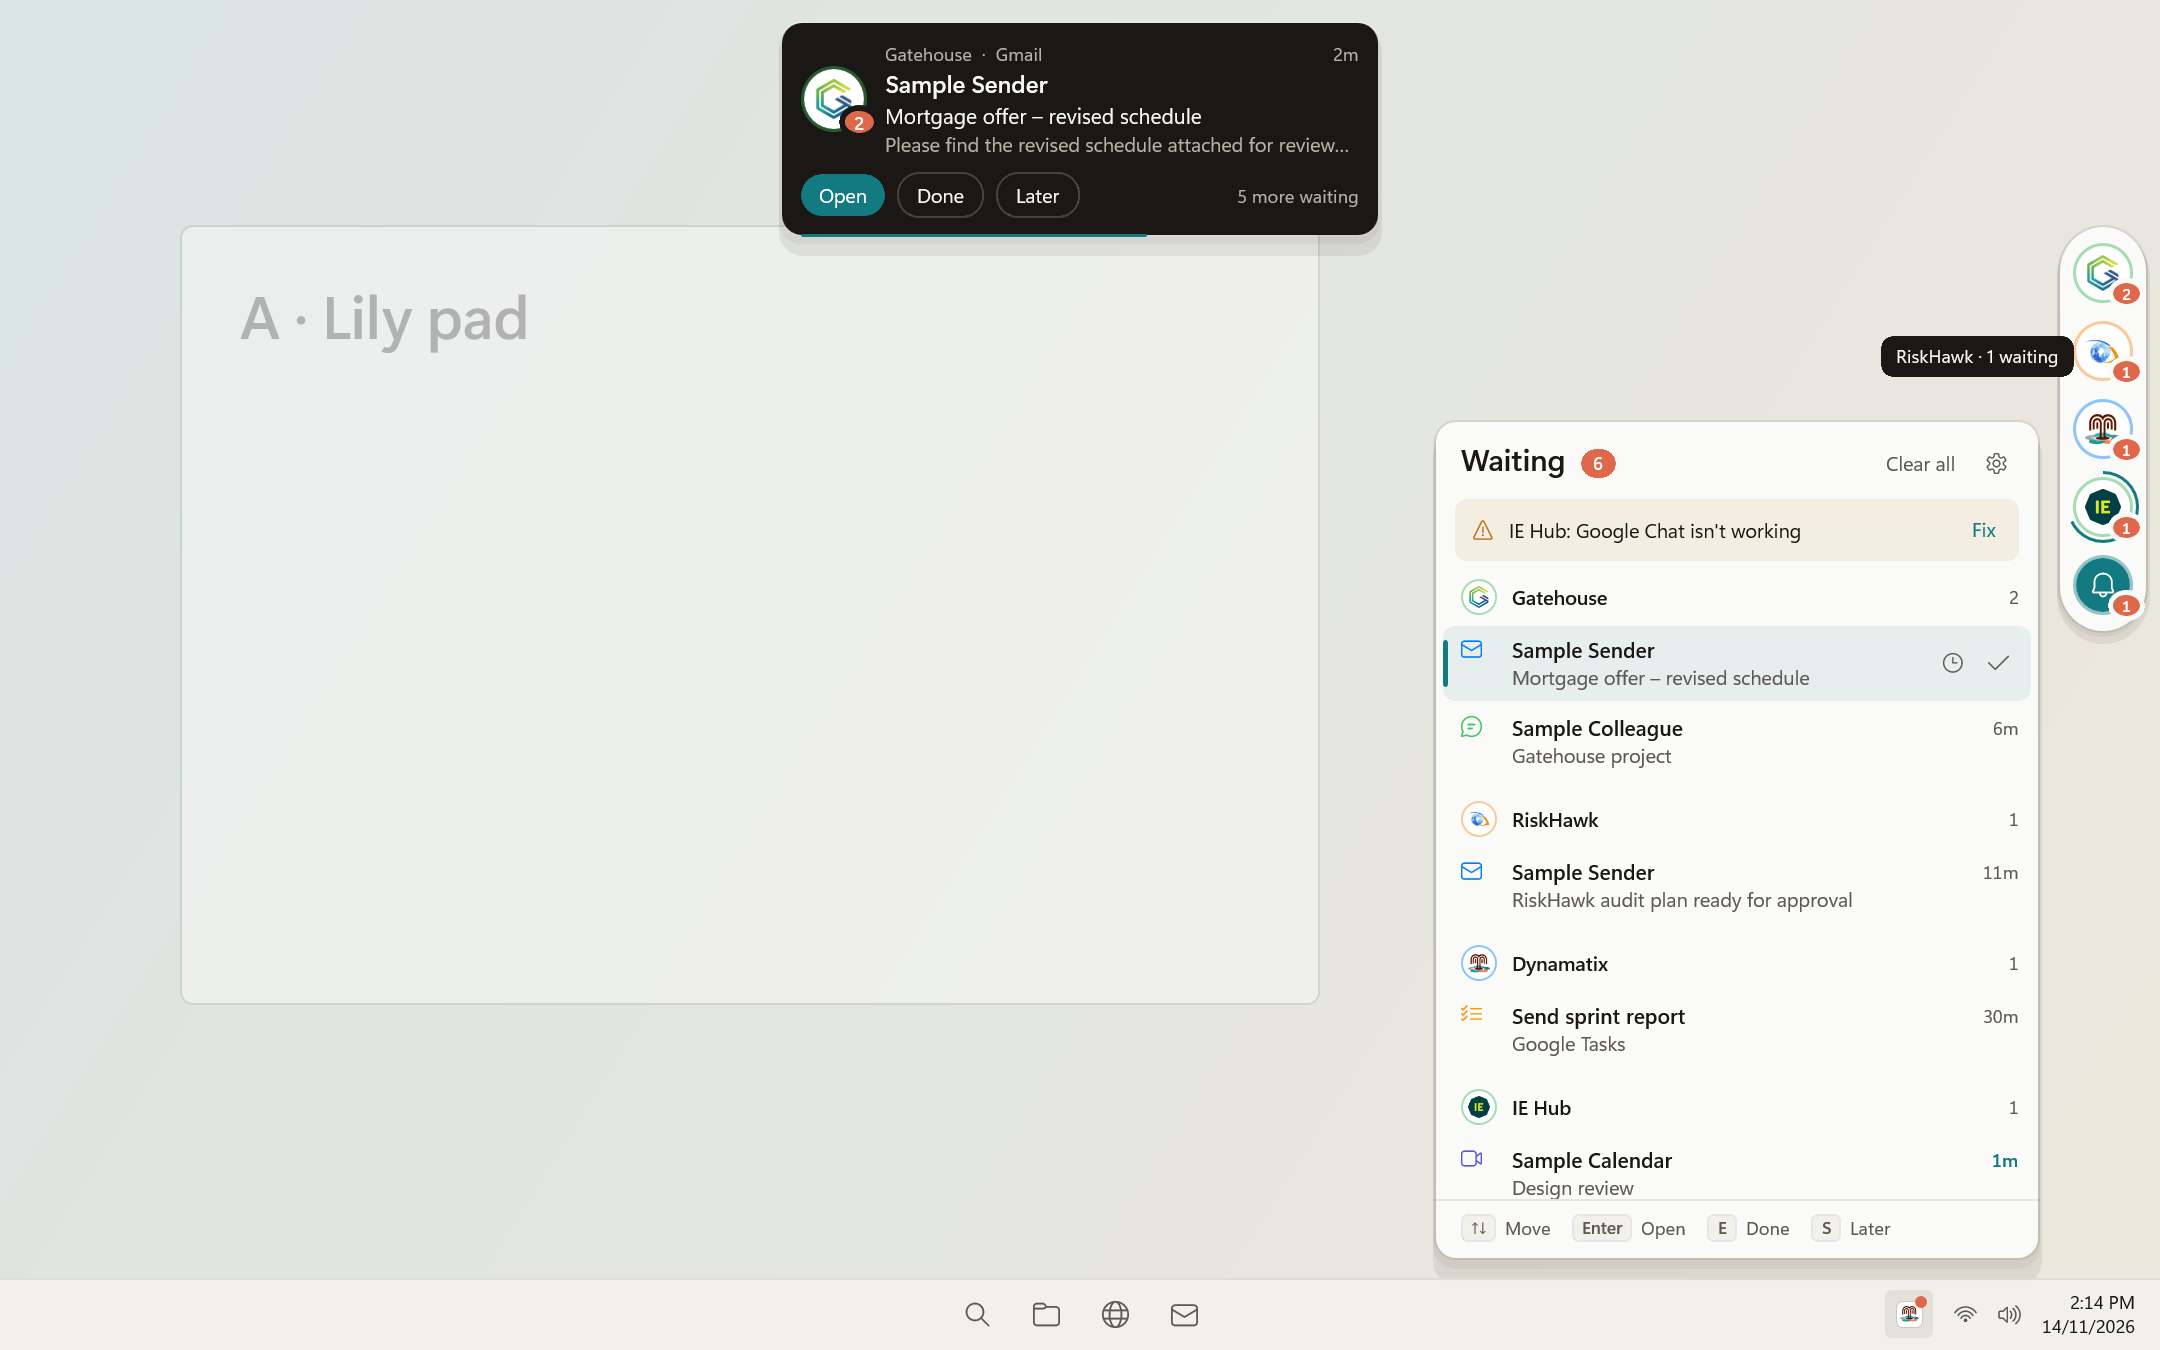 Gatehouse · Gmail 2m
Sample Sender
Mortgage offer – revised schedule
Please find the revised schedule attached for review...
2
Open Done Later 5 more waiting
A · Lily pad
2
RiskHawk · 1 waiting
1
1
IE
1
1
Waiting 6 Clear all
IE Hub: Google Chat isn't working Fix
Gatehouse 2
Sample Sender
Mortgage offer – revised schedule
Sample Colleague 6m
Gatehouse project
RiskHawk 1
Sample Sender 11m
RiskHawk audit plan ready for approval
Dynamatix 1
Send sprint report 30m
Google Tasks
IE IE Hub 1
Sample Calendar 1m
Design review
↑↓ Move Enter Open E Done S Later
2:14 PM
14/11/2026